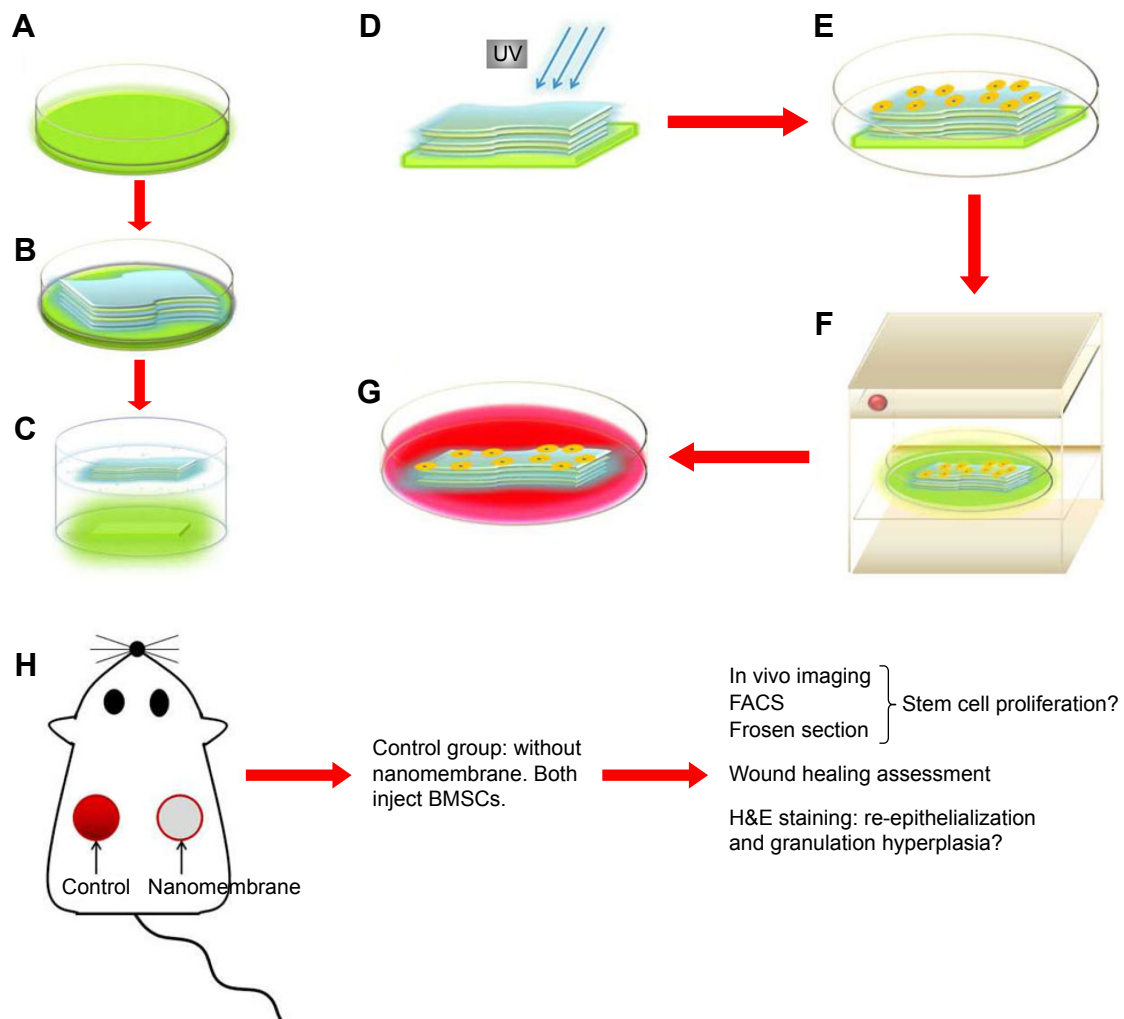 A
B
C
D
UV
E
F
G
H
Control
Nanomembrane
Control group: without
nanomembrane. Both
inject BMSCs.
In vivo imaging
FACS
Frosen section
Stem cell proliferation?
Wound healing assessment
H&E staining: re-epithelialization
and granulation hyperplasia?